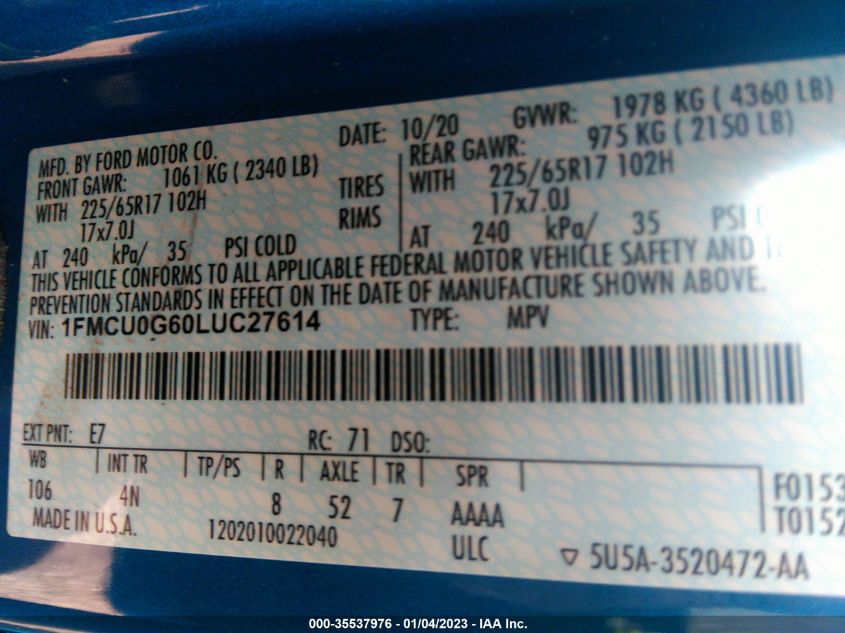 MFD. BY FORD MOTOR CO. DATE: 10/20 GVWR: 1978 KG ( 4360 LB)
FRONT GAWR: 1061 KG ( 2340 LB) REAR GAWR: 975 KG ( 2150 LB)
WITH 225/65R17 102H TIRES WITH 225/65R17 102H
17x7.0J RIMS 17x7.0J
AT 240 kPa/ 35 PSI COLD AT 240 kPa/ 35 PSI
THIS VEHICLE CONFORMS TO ALL APPLICABLE FEDERAL MOTOR VEHICLE SAFETY AND
PREVENTION STANDARDS IN EFFECT ON THE DATE OF MANUFACTURE SHOWN ABOVE.
VIN: 1FMCU0G60LUC27614 TYPE: MPV
EXT PNT: E7 RC: 71 DSO:
WB INT TR TP/PS R AXLE TR SPR
106 4N 8 52 7 AAAA F0153
MADE IN U.S.A. 1202010022040 ULC T0152
5U5A-3520472-AA
000-35537976 - 01/04/2023 - IAA Inc.